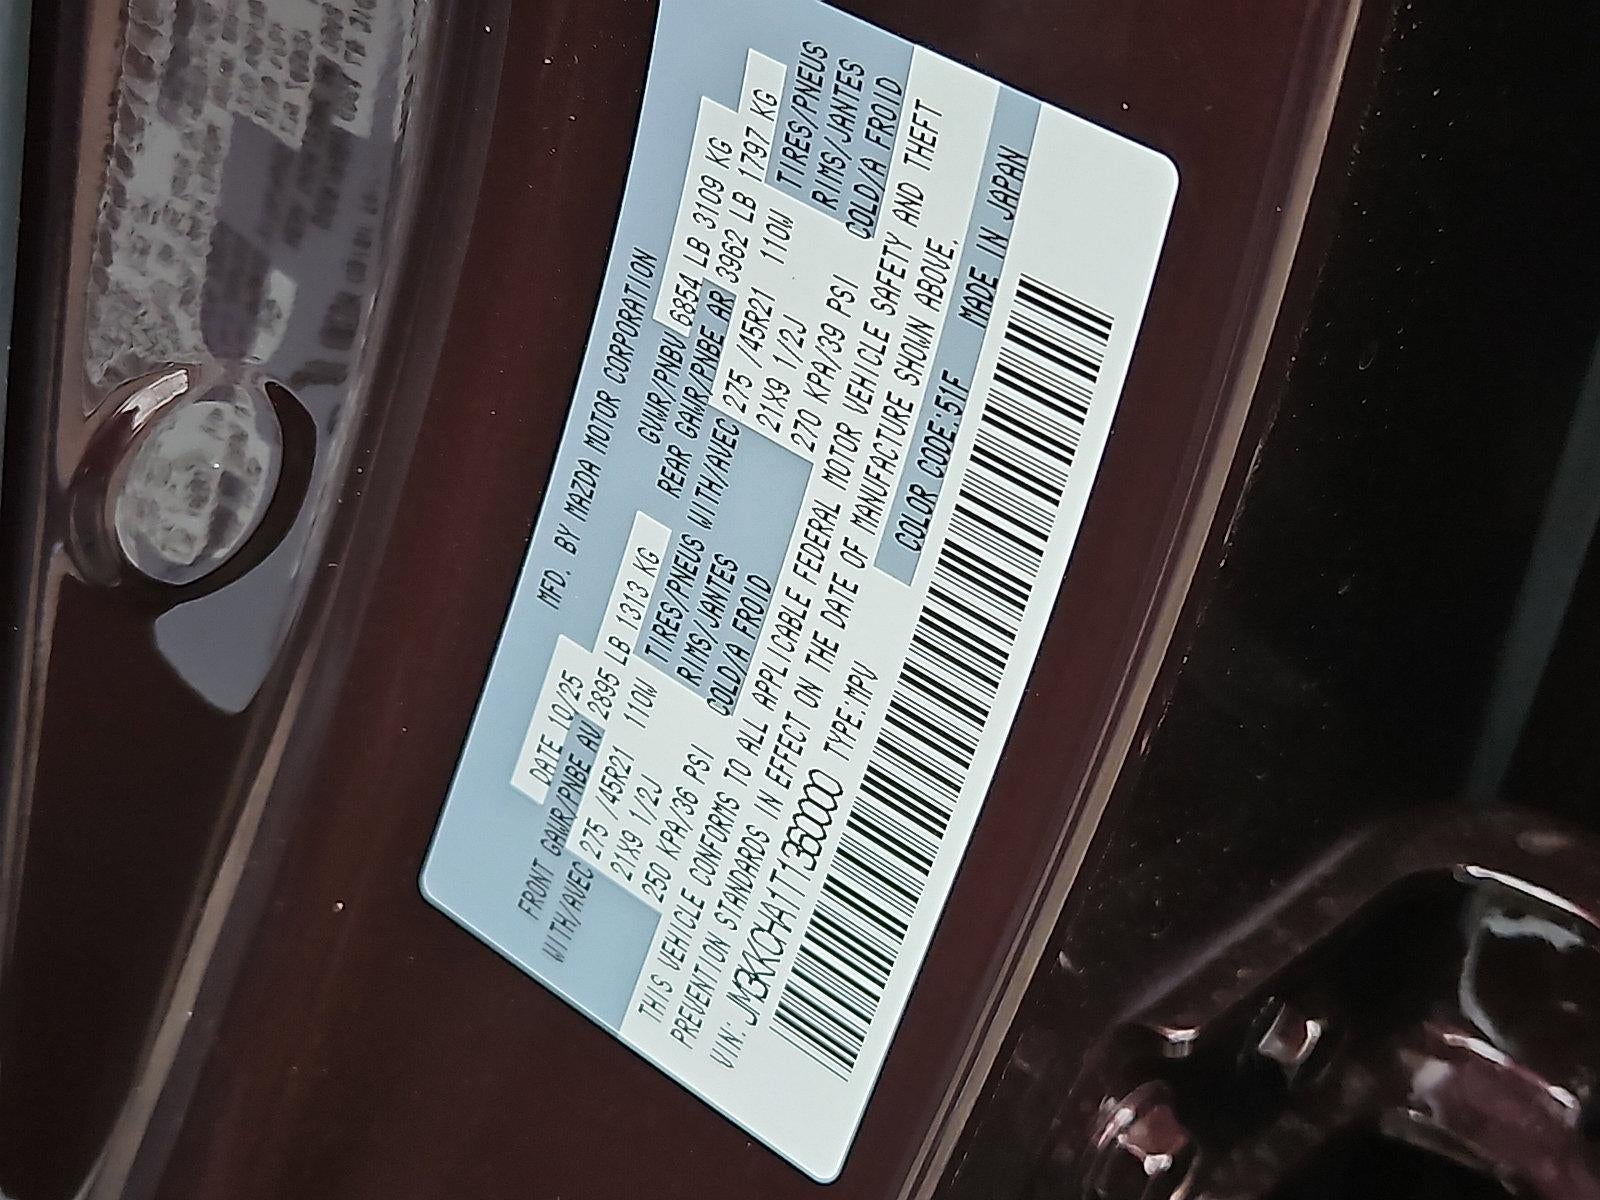 MFD. BY MAZDA MOTOR CORPORATION
DATE 10/25 GVWR/PNBV 6854 LB 3109 KG
FRONT GAWR/PNBE AV 2895 LB 1313 KG REAR GAWR/PNBE AR 3962 LB 1797 KG
WITH/AVEC 275 /45R21 110W TIRES/PNEUS WITH/AVEC 275 /45R21 110W TIRES/PNEUS
21X9 1/2J RIMS/JANTES 21X9 1/2J RIMS/JANTES
250 KPA/36 PSI COLD/A FROID 270 KPA/39 PSI COLD/A FROID
THIS VEHICLE CONFORMS TO ALL APPLICABLE FEDERAL MOTOR VEHICLE SAFETY AND THEFT
PREVENTION STANDARDS IN EFFECT ON THE DATE OF MANUFACTURE SHOWN ABOVE.
VIN: JM3KKCHA1T1360000 TYPE:MPV COLOR CODE:51F MADE IN JAPAN